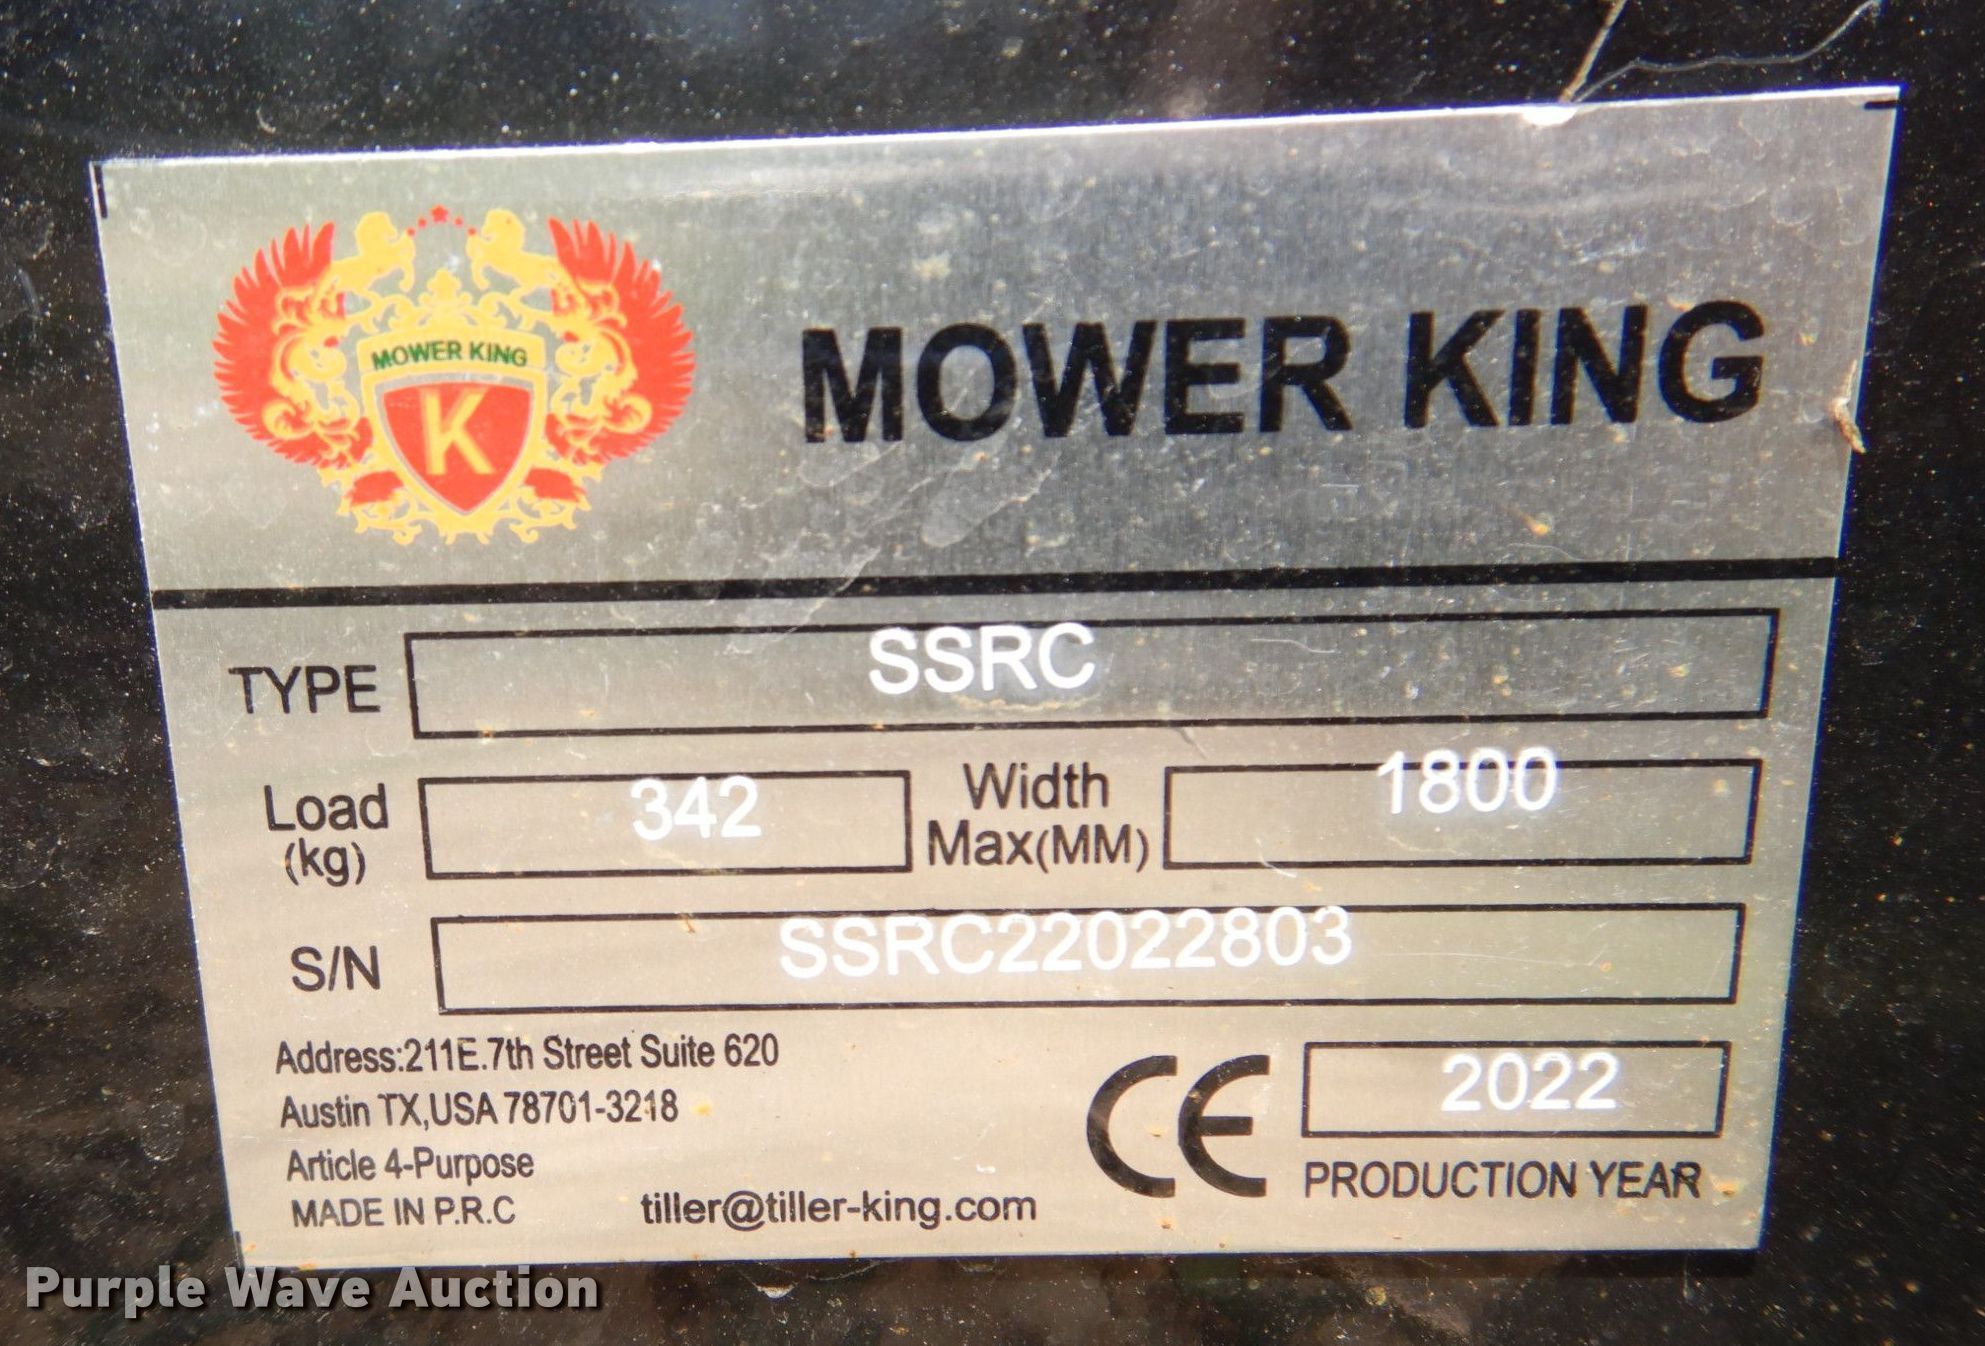 MOWER KING
K
MOWER KING
TYPE SSRC
Load (kg) 342 Width Max(MM) 1800
S/N SSRC22022803
Address:211E.7th Street Suite 620
Austin TX,USA 78701-3218
Article 4-Purpose
MADE IN P.R.C tiller@tiller-king.com
CE 2022
PRODUCTION YEAR
Purple Wave Auction